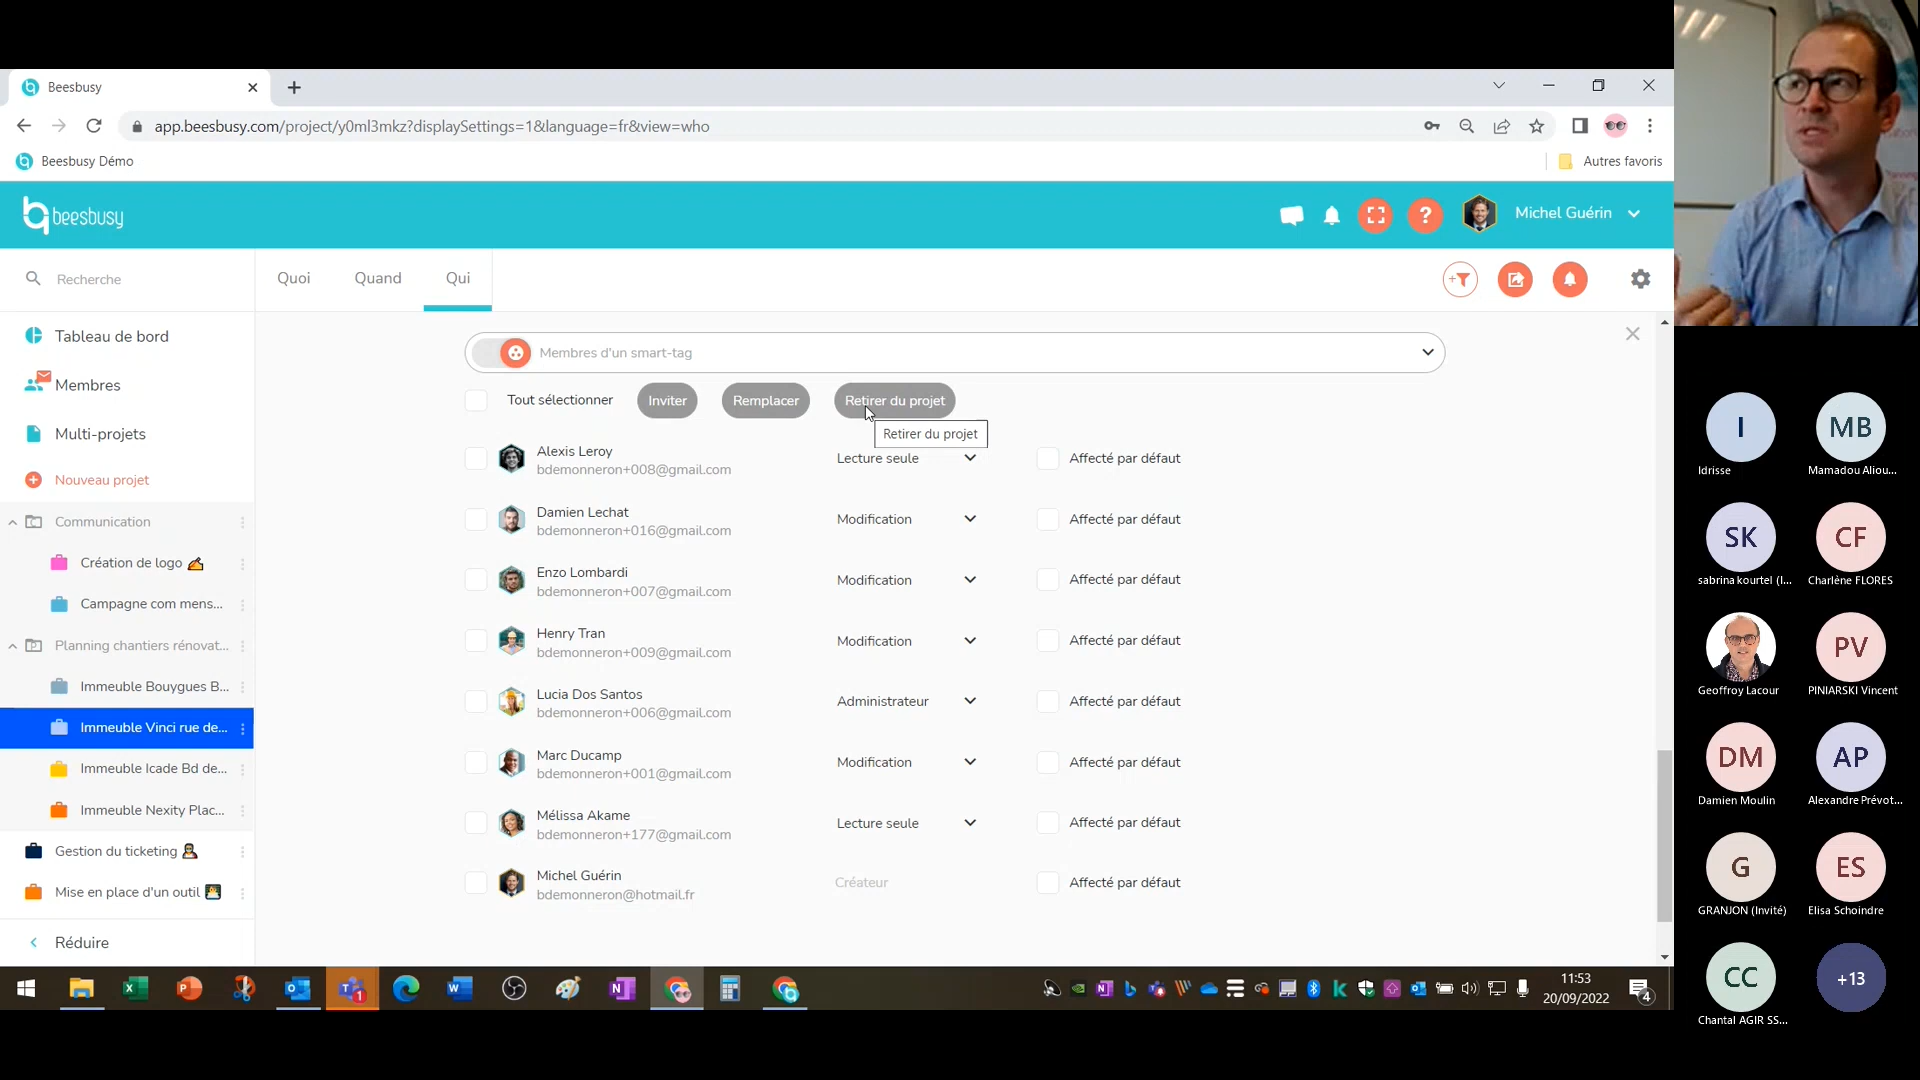 Beesbusy
app.beesbusy.com/project/y0ml3mkz?displaySettings=1&language=fr&view=who
Beesbusy Démo
Autres favoris
beesbusy
?
Michel Guérin
Recherche
Quoi
Quand
Qui
Tableau de bord
Membres
Multi-projets
Nouveau projet
Communication
Création de logo
Campagne com mens...
Planning chantiers rénovat...
Immeuble Bouygues B...
Immeuble Vinci rue de...
Immeuble Icade Bd de...
Immeuble Nexity Plac...
Gestion du ticketing
Mise en place d'un outil
Réduire
Membres d'un smart-tag
Tout sélectionner
Inviter
Remplacer
Retirer du projet
Retirer du projet
Alexis Leroy
bdemonneron+008@gmail.com
Lecture seule
Affecté par défaut
Damien Lechat
bdemonneron+016@gmail.com
Modification
Affecté par défaut
Enzo Lombardi
bdemonneron+007@gmail.com
Modification
Affecté par défaut
Henry Tran
bdemonneron+009@gmail.com
Modification
Affecté par défaut
Lucia Dos Santos
bdemonneron+006@gmail.com
Administrateur
Affecté par défaut
Marc Ducamp
bdemonneron+001@gmail.com
Modification
Affecté par défaut
Mélissa Akame
bdemonneron+177@gmail.com
Lecture seule
Affecté par défaut
Michel Guérin
bdemonneron@hotmail.fr
Créateur
Affecté par défaut
11:53
20/09/2022
4
1
I
Idrisse
MB
Mamadou Aliou...
SK
sabrina kourtel (I...
CF
Charlène FLORES
Geoffroy Lacour
PV
PINIARSKI Vincent
DM
Damien Moulin
AP
Alexandre Prévot...
G
GRANJON (Invité)
ES
Elisa Schoindre
CC
Chantal AGIR SS...
+13